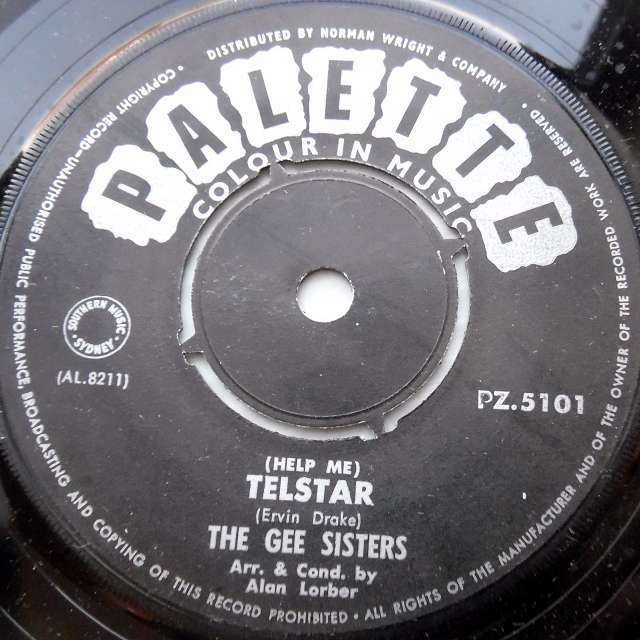 DISTRIBUTED BY NORMAN WRIGHT & COMPANY
PALETTE
COLOUR IN MUSIC
SOUTHERN MUSIC
SYDNEY
(AL.8211)
PZ.5101
(HELP ME)
TELSTAR
(Ervin Drake)
THE GEE SISTERS
Arr. & Cond. by
Alan Lorber
• COPYRIGHT RECORD-UNAUTHORISED PUBLIC PERFORMANCE, BROADCASTING AND COPYING OF THIS RECORD PROHIBITED • ALL RIGHTS OF THE MANUFACTURER AND OF THE OWNER OF THE RECORDED WORK ARE RESERVED •